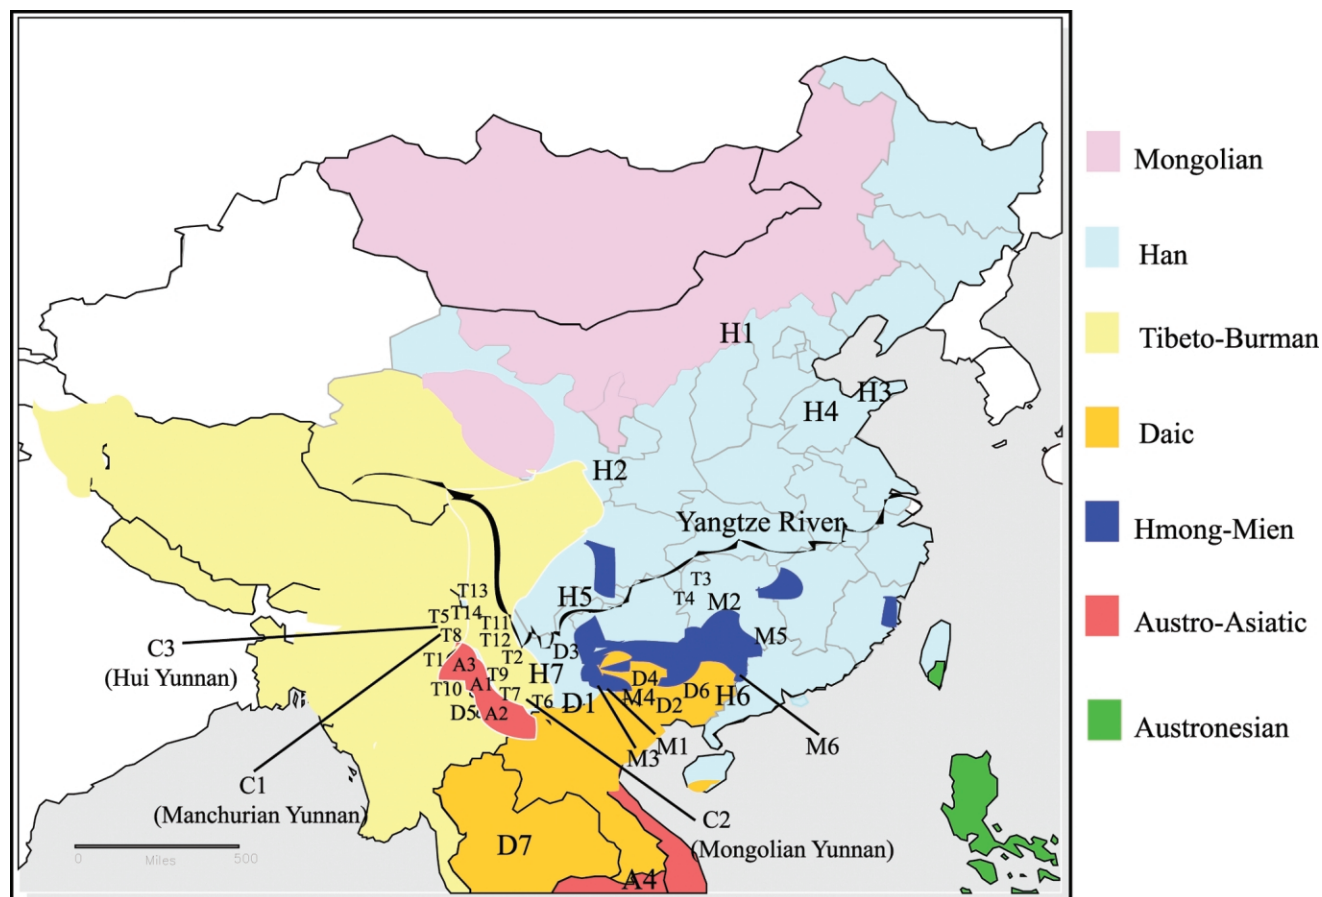 Mongolian
Han
Tibeto-Burman
Daic
Hmong-Mien
Austro-Asiatic
Austronesian
H1
H3
H4
H2
Yangtze River
T3
T4
M2
H5
T13
T14
T5
T11
T8
T12
M5
C3
(Hui Yunnan)
D3
T2
T1
A3
H7
T9
D4
T10
A1
T7
T6
D1
M4
D6
D2
H6
D5
A2
M1
M3
M6
C1
(Manchurian Yunnan)
C2
(Mongolian Yunnan)
D7
A4
0 Miles 500